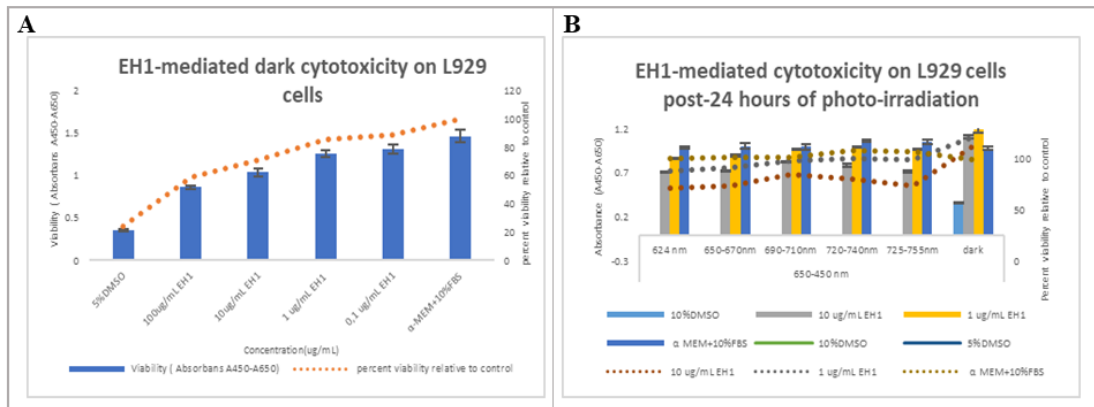 A
EH1-mediated dark cytotoxicity on L929
cells
Viability ( Absorbans A450-A650)
2
1.5
1
0.5
0
120
100
80
60
40
20
0
percent viability relative to control
5%DMSO
100ug/mL EH1
10ug/mL EH1
1 ug/mL EH1
0,1 ug/mL EH1
α-MEM+10%FBS
Concentration(ug/mL)
Viability ( Absorbans A450-A650)
percent viability relative to control
B
EH1-mediated cytotoxicity on L929 cells
post-24 hours of photo-irradiation
Absorbance (A450-A650)
1.2
0.7
0.2
-0.3
100
50
0
Percent viability relative to control
624 nm
650-670nm
690-710nm
720-740nm
725-755nm
dark
650-450 nm
10%DMSO
10 ug/mL EH1
1 ug/mL EH1
α MEM+10%FBS
10%DMSO
5%DMSO
10 ug/mL EH1
1 ug/mL EH1
α MEM+10%FBS